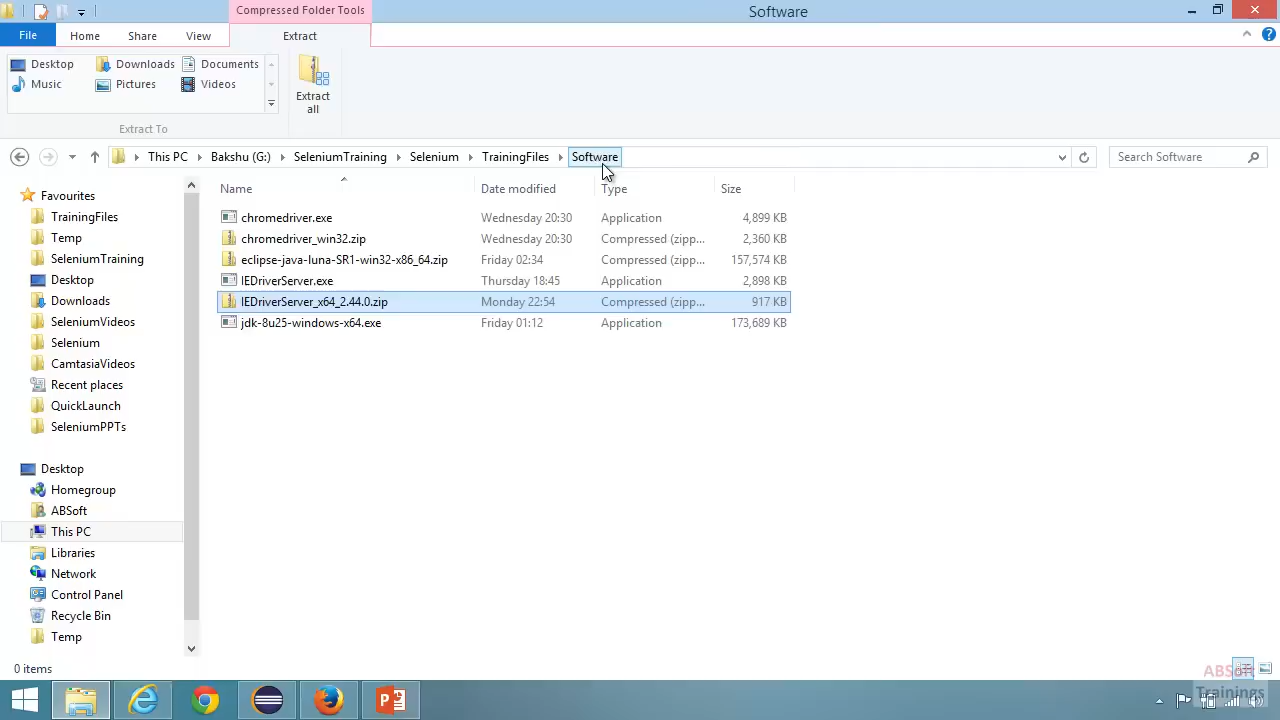 Compressed Folder Tools
Software
File Home Share View Extract
Desktop Downloads Documents
Music Pictures Videos
Extract all
Extract To
This PC Bakshu (G:) SeleniumTraining Selenium TrainingFiles Software
Search Software
Name Date modified Type Size
chromedriver.exe Wednesday 20:30 Application 4,899 KB
chromedriver_win32.zip Wednesday 20:30 Compressed (zipp... 2,360 KB
eclipse-java-luna-SR1-win32-x86_64.zip Friday 02:34 Compressed (zipp... 157,574 KB
IEDriverServer.exe Thursday 18:45 Application 2,898 KB
IEDriverServer_x64_2.44.0.zip Monday 22:54 Compressed (zipp... 917 KB
jdk-8u25-windows-x64.exe Friday 01:12 Application 173,689 KB
Favourites
TrainingFiles
Temp
SeleniumTraining
Desktop
Downloads
SeleniumVideos
Selenium
CamtasiaVideos
Recent places
QuickLaunch
SeleniumPPTs
Desktop
Homegroup
ABSoft
This PC
Libraries
Network
Control Panel
Recycle Bin
Temp
0 items
ABSoft
Trainings